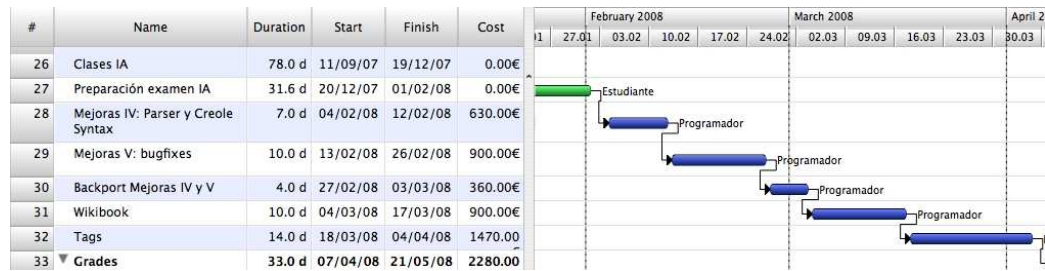 # Name Duration Start Finish Cost
February 2008 March 2008 April 2
27.01 03.02 10.02 17.02 24.02 02.03 09.03 16.03 23.03 30.03
26 Clases IA 78.0 d 11/09/07 19/12/07 0.00€
27 Preparación examen IA 31.6 d 20/12/07 01/02/08 0.00€
Estudiante
28 Mejoras IV: Parser y Creole Syntax 7.0 d 04/02/08 12/02/08 630.00€
Programador
29 Mejoras V: bugfixes 10.0 d 13/02/08 26/02/08 900.00€
Programador
30 Backport Mejoras IV y V 4.0 d 27/02/08 03/03/08 360.00€
Programador
31 Wikibook 10.0 d 04/03/08 17/03/08 900.00€
Programador
32 Tags 14.0 d 18/03/08 04/04/08 1470.00
33 Grades 33.0 d 07/04/08 21/05/08 2280.00